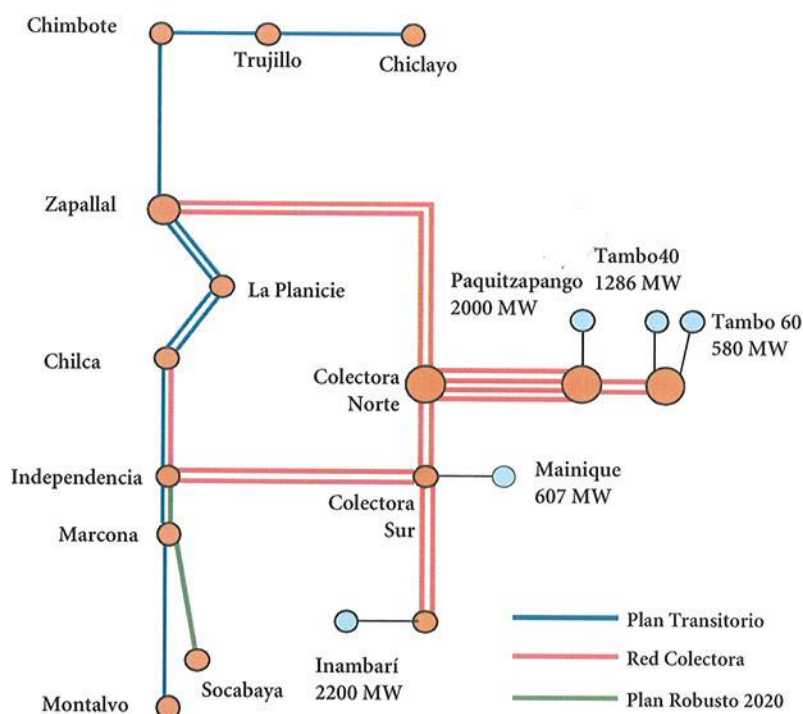 Chimbote
Trujillo
Chiclayo
Zapallal
La Planicie
Tambo40
1286 MW
Paquitzapango
2000 MW
Tambo 60
580 MW
Chilca
Colectora
Norte
Independencia
Mainique
607 MW
Colectora
Sur
Marcona
Plan Transitorio
Inambarí
2200 MW
Red Colectora
Socabaya
Montalvo
Plan Robusto 2020